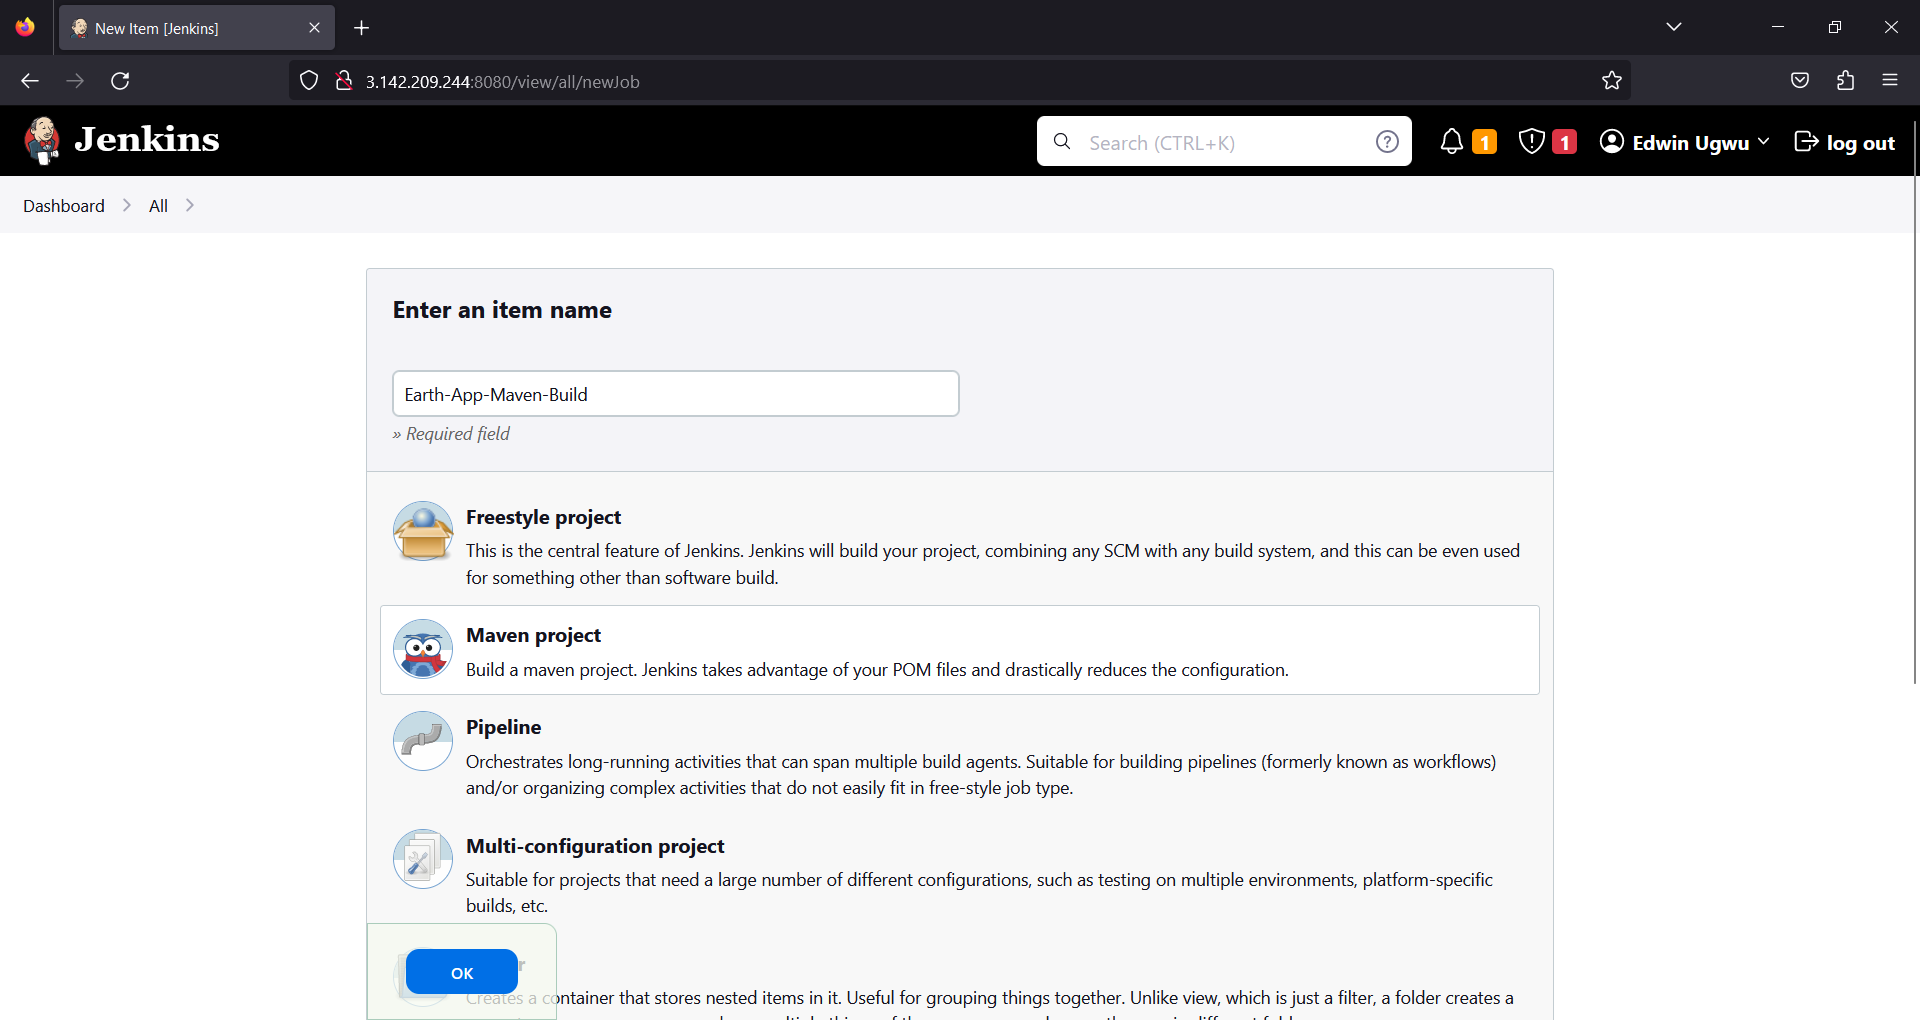 New Item [Jenkins]
3.142.209.244:8080/view/all/newJob
Jenkins
Search (CTRL+K)
1
1
Edwin Ugwu
log out
Dashboard
All
Enter an item name
Earth-App-Maven-Build
» Required field
Freestyle project
This is the central feature of Jenkins. Jenkins will build your project, combining any SCM with any build system, and this can be even used
for something other than software build.
Maven project
Build a maven project. Jenkins takes advantage of your POM files and drastically reduces the configuration.
Pipeline
Orchestrates long-running activities that can span multiple build agents. Suitable for building pipelines (formerly known as workflows)
and/or organizing complex activities that do not easily fit in free-style job type.
Multi-configuration project
Suitable for projects that need a large number of different configurations, such as testing on multiple environments, platform-specific
builds, etc.
OK
Creates a container that stores nested items in it. Useful for grouping things together. Unlike view, which is just a filter, a folder creates a